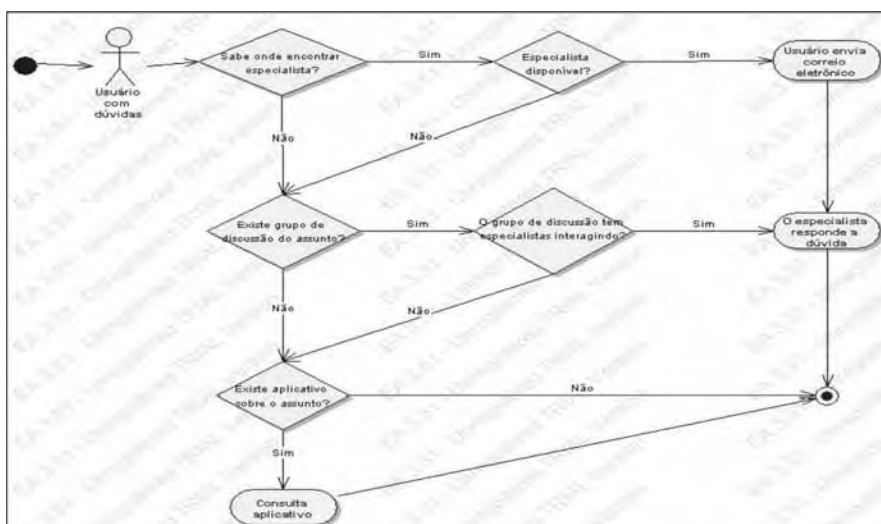 Sabe onde encontrar
especialista?
Sim
Especialista
disponível?
Sim
Usuário envia
correio
eletrônico
Usuário
com
dúvidas
Não
Não
Existe grupo de
discussão do assunto?
Sim
O grupo de discussão tem
especialistas interagindo?
Sim
O especialista
responde a
dúvida
Não
Não
Existe aplicativo
sobre o assunto?
Não
Sim
Consulta
aplicativo